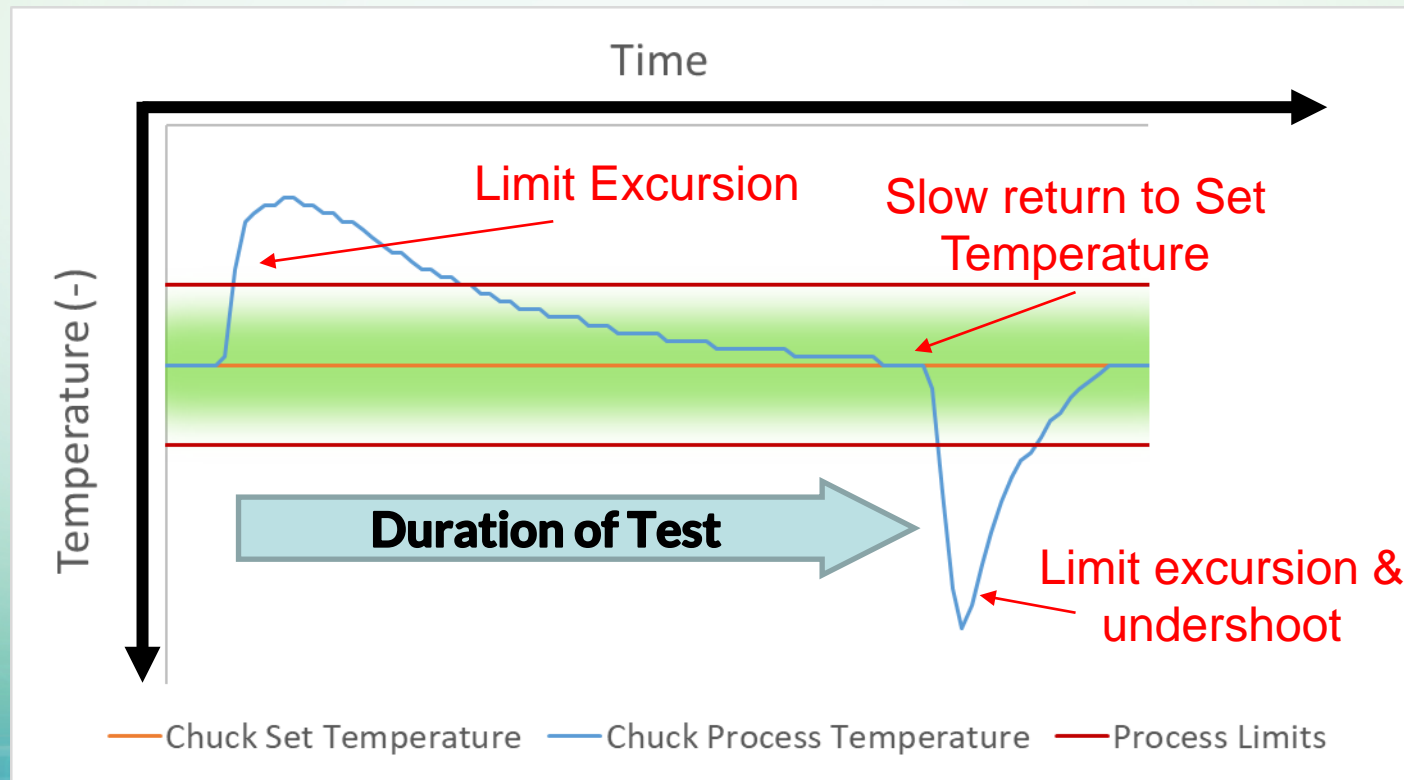 Time
Limit Excursion
Slow return to Set
Temperature
Temperature (-)
Duration of Test
Limit excursion &
undershoot
Chuck Set Temperature
Chuck Process Temperature
Process Limits